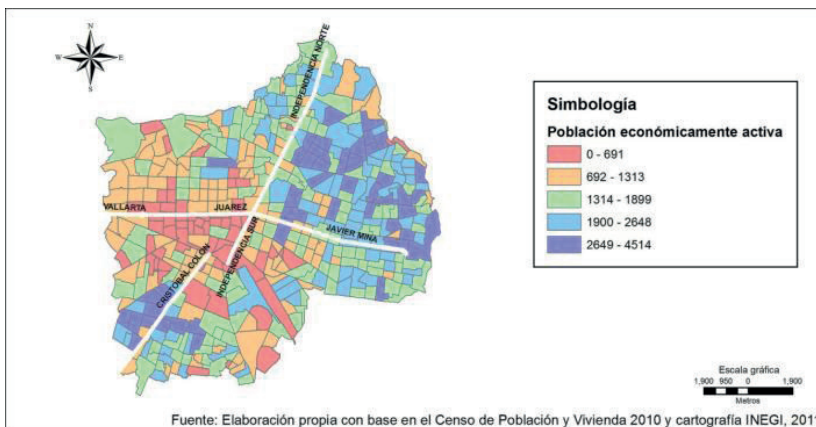 N
W E
S
INDEPENDENCIA NORTE
VALLARTA
JUAREZ
JAVIER MINA
INDEPENDENCIA SUR
CRISTOBAL COLÓN
Simbología
Población económicamente activa
0 - 691
692 - 1313
1314 - 1899
1900 - 2648
2649 - 4514
Escala gráfica
1,900 950 0 1,900
Metros
Fuente: Elaboración propia con base en el Censo de Población y Vivienda 2010 y cartografía INEGI, 2011